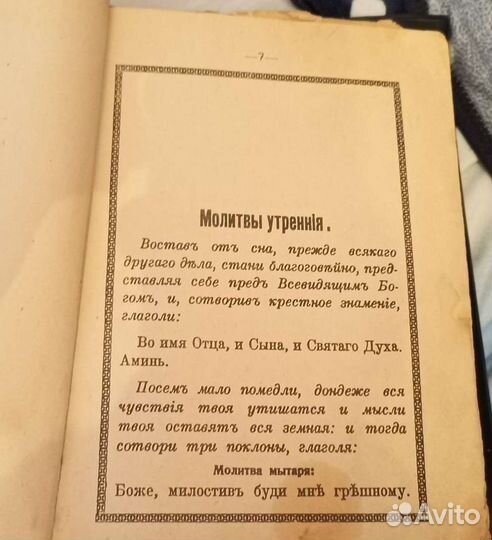 —7—
Молитвы утреннія.
Воставъ отъ сна, прежде всякаго
другаго дѣла, стани благоговѣйно, пред-
ставляя себе предъ Всевидящимъ Бо-
гомъ, и, сотворивъ крестное знаменіе,
глаголи:
Во имя Отца, и Сына, и Святаго Духа.
Аминь.
Посемъ мало помедли, дондеже вся
чувствія твоя утишатся и мысли
твоя оставятъ вся земная: и тогда
сотвори три поклоны, глаголя:
Молитва мытаря:
Боже, милостивъ буди мнѣ грѣшному.
Avito